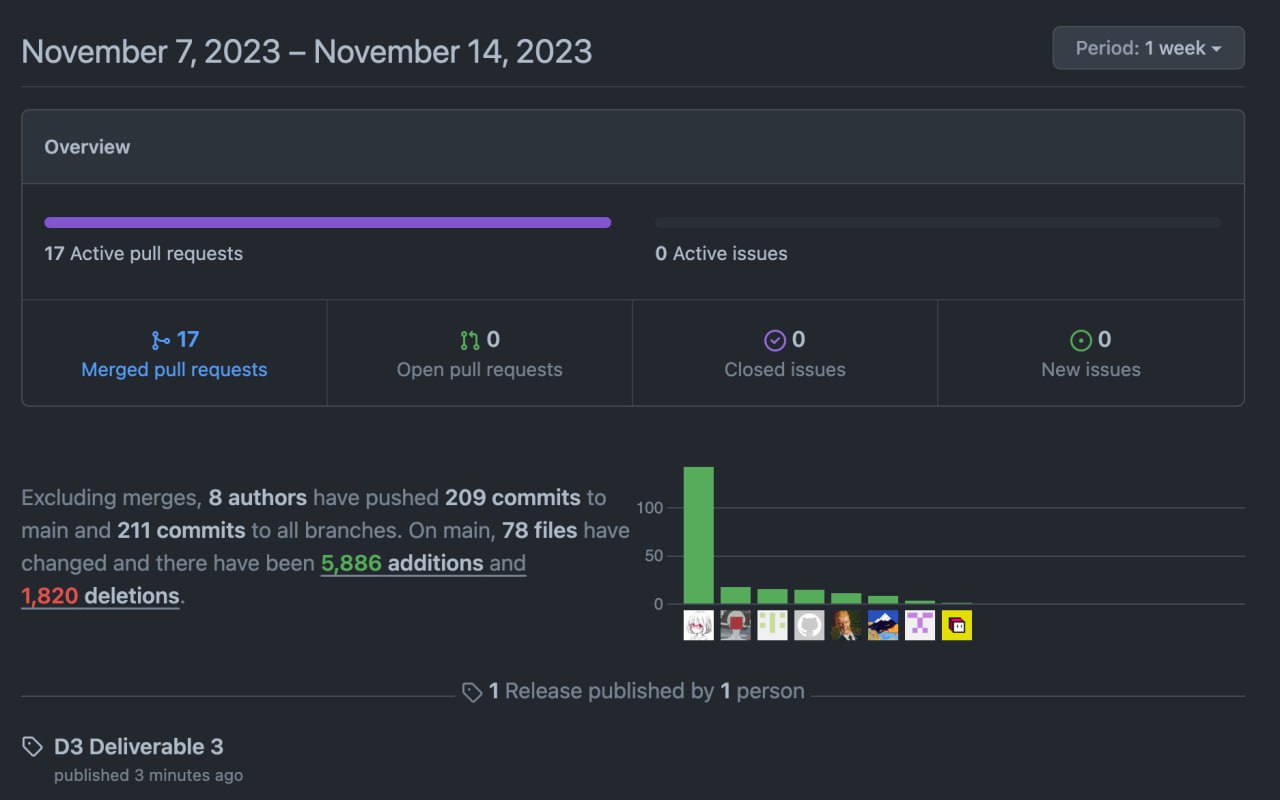 November 7, 2023 – November 14, 2023
Period: 1 week
Overview
17 Active pull requests
0 Active issues
17
Merged pull requests
0
Open pull requests
0
Closed issues
0
New issues
Excluding merges, 8 authors have pushed 209 commits to
main and 211 commits to all branches. On main, 78 files have
changed and there have been 5,886 additions and
1,820 deletions.
100
50
0
1 Release published by 1 person
D3 Deliverable 3
published 3 minutes ago